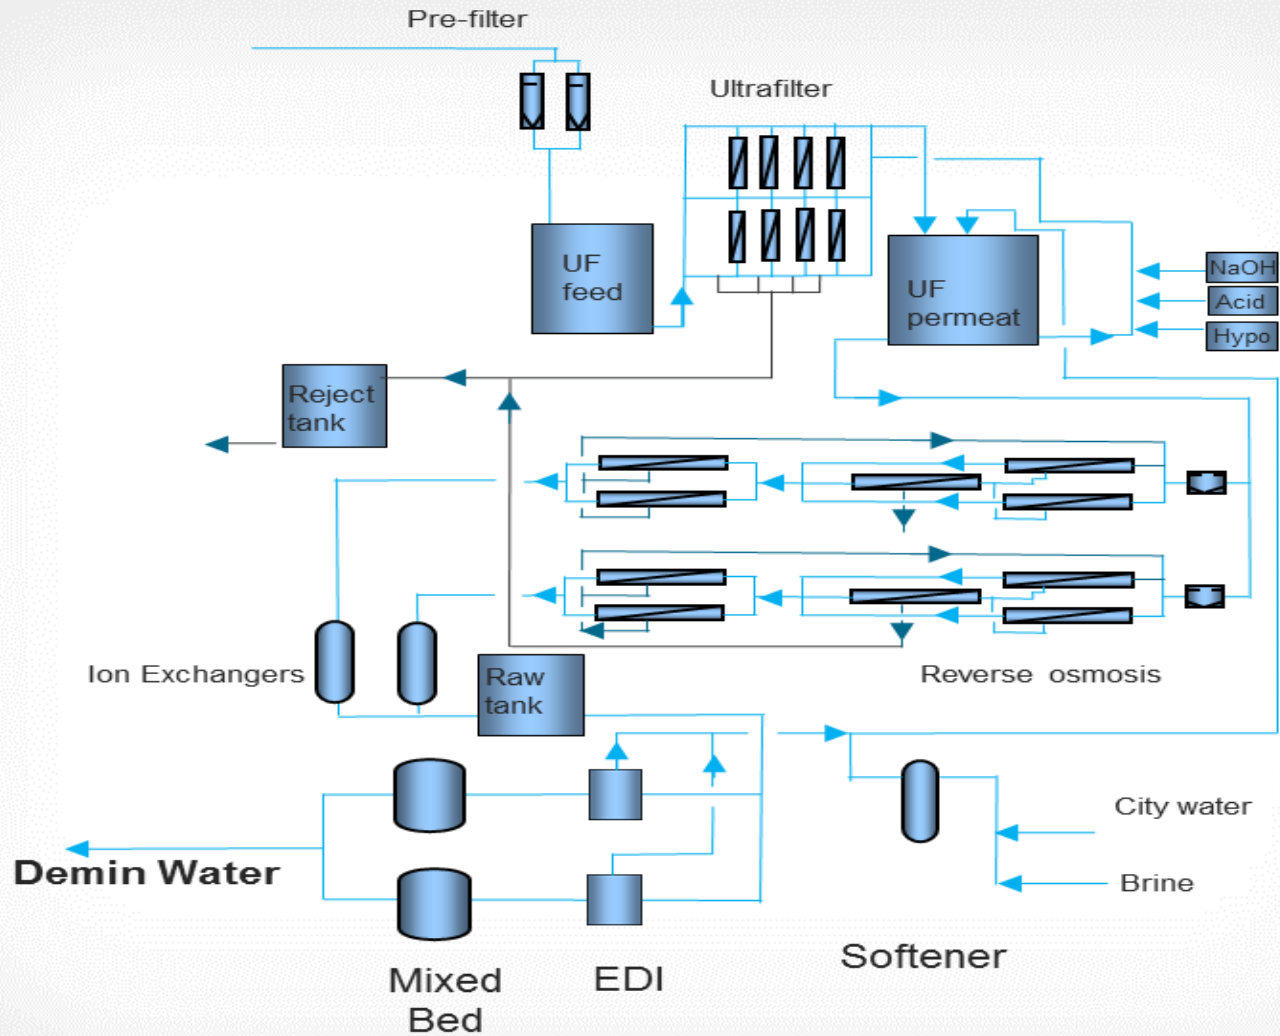 Pre-filter
Ultrafilter
UF
feed
UF
permeat
NaOH
Acid
Hypo
Reject
tank
Ion Exchangers
Raw
tank
Reverse osmosis
City water
Demin Water
Brine
Softener
EDI
Mixed
Bed